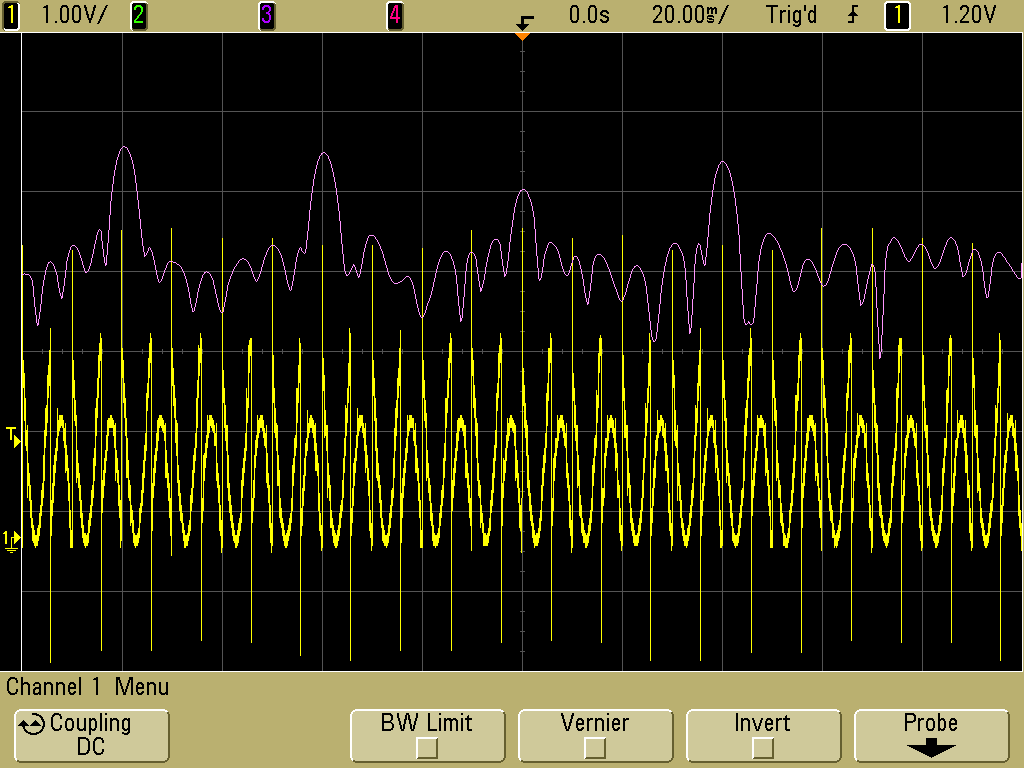 1 1.00V/ 2 3 4 0.0s 20.00ms/ Trig'd 1 1.20V
T
1
Channel 1 Menu
Coupling BW Limit Vernier Invert Probe
DC